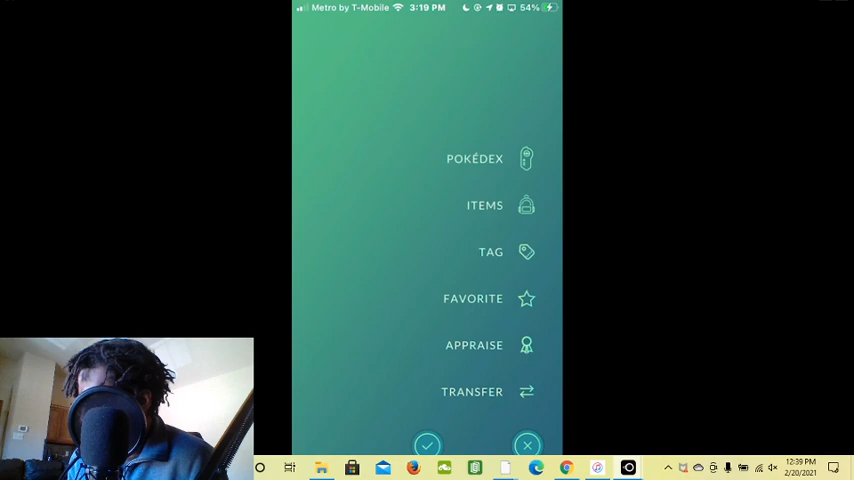 Metro by T-Mobile 3:19 PM 54%
POKÉDEX
ITEMS
TAG
FAVORITE
APPRAISE
TRANSFER
12:39 PM
2/20/2021